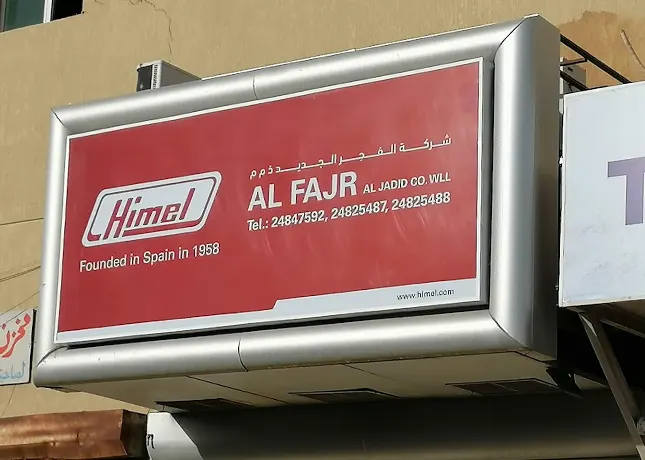 شركة الفجر الجديد ذ م م
AL FAJR AL JADID CO. WLL
Tel.: 24847592, 24825487, 24825488
Himel
Founded in Spain in 1958
www.himel.com
T
مخزن